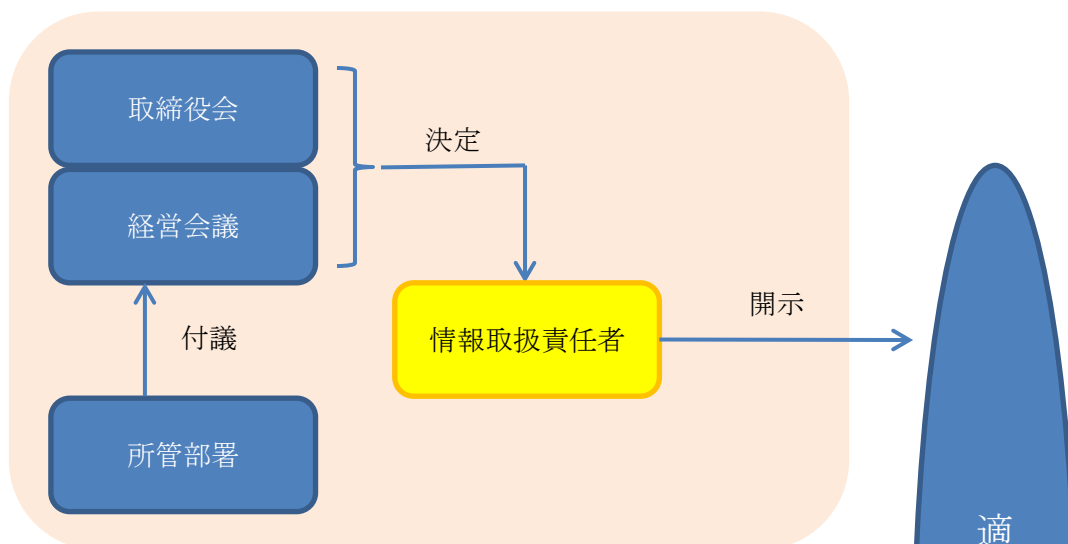 取締役会
決定
経営会議
開示
付議
情報取扱責任者
所管部署
適